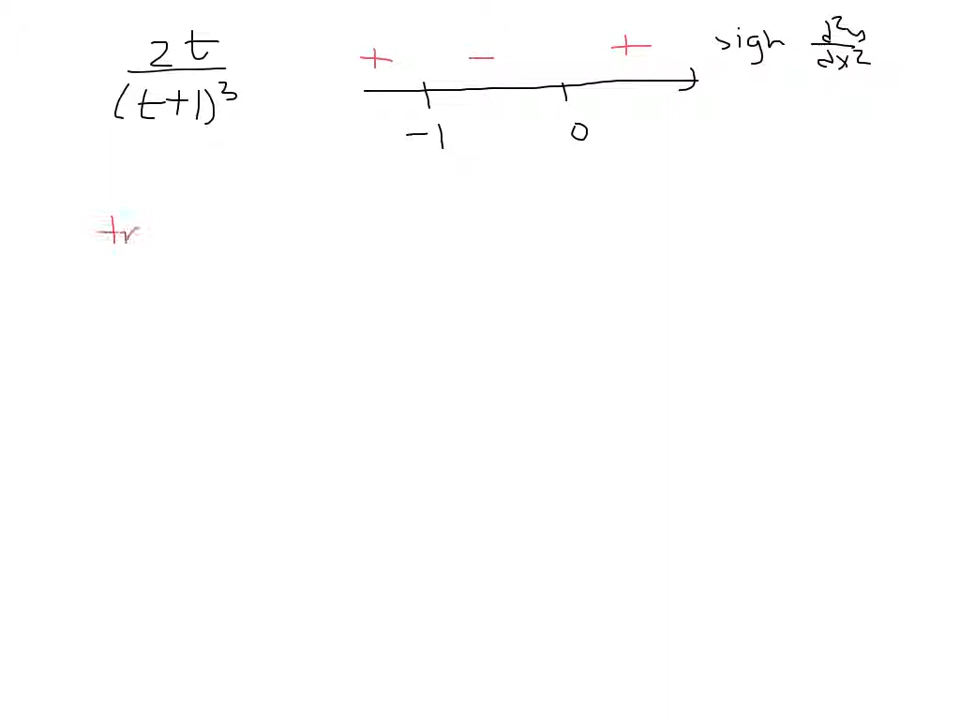 2t
(t+1)³
+ − + sign d²y
dx²
−1 0